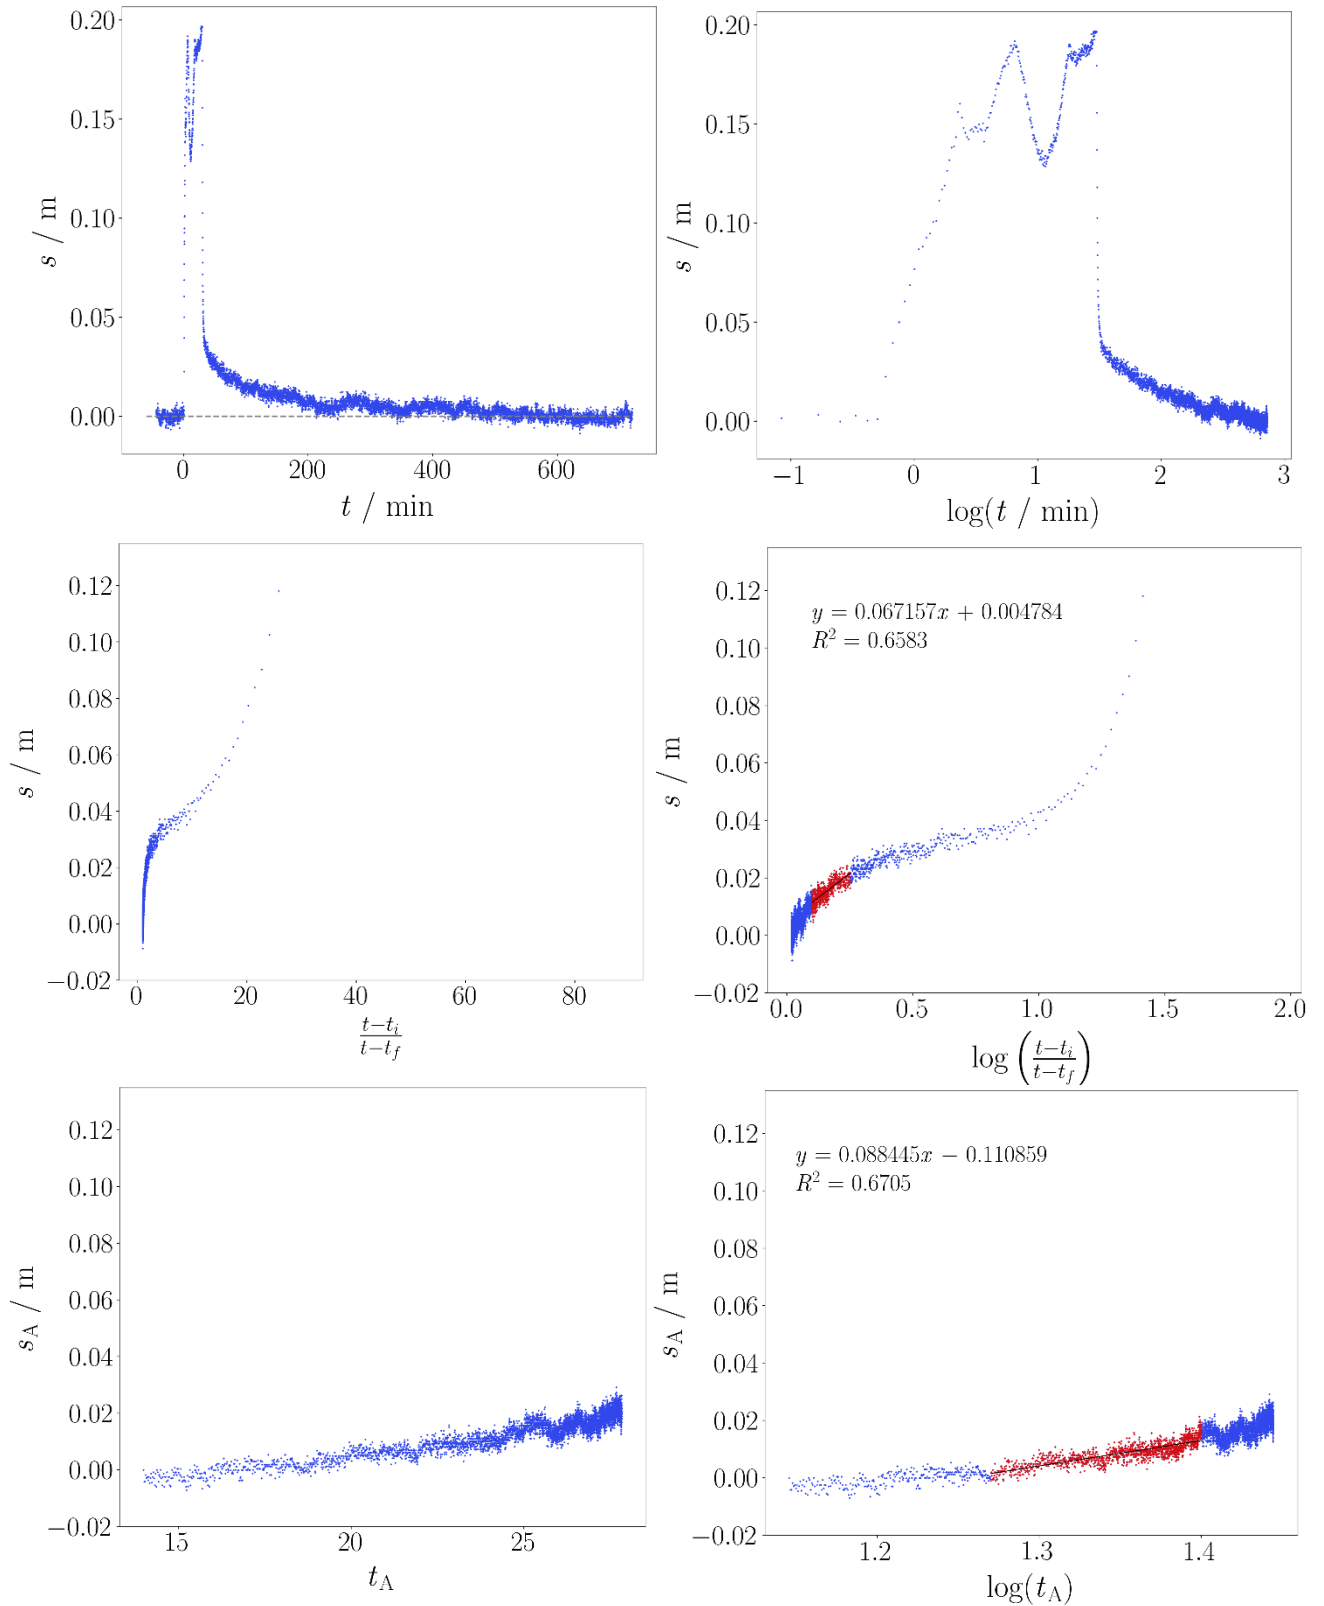 0.20
0.15
0.10
0.05
0.00
s / m
0 200 400 600
t / min
0.20
0.15
0.10
0.05
0.00
s / m
−1 0 1 2 3
log(t / min)
0.12
0.10
0.08
0.06
0.04
0.02
0.00
−0.02
s / m
0 20 40 60 80
t−t_i
t−t_f
y = 0.067157x + 0.004784
R² = 0.6583
0.12
0.10
0.08
0.06
0.04
0.02
0.00
−0.02
s / m
0.0 0.5 1.0 1.5 2.0
log (t−t_i / t−t_f)
0.12
0.10
0.08
0.06
0.04
0.02
0.00
−0.02
s_A / m
15 20 25
t_A
y = 0.088445x − 0.110859
R² = 0.6705
0.12
0.10
0.08
0.06
0.04
0.02
0.00
−0.02
s_A / m
1.2 1.3 1.4
log(t_A)